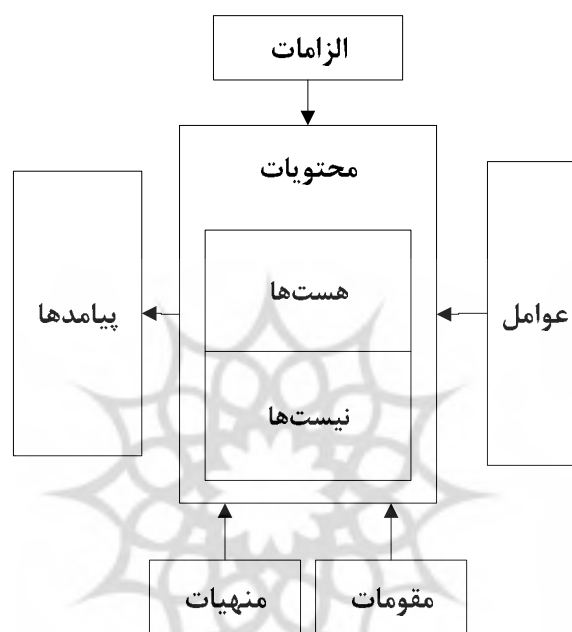 الزامات
محتویات
عوامل
هست‌ها
پیامدها
نیست‌ها
مقومات
منهیات